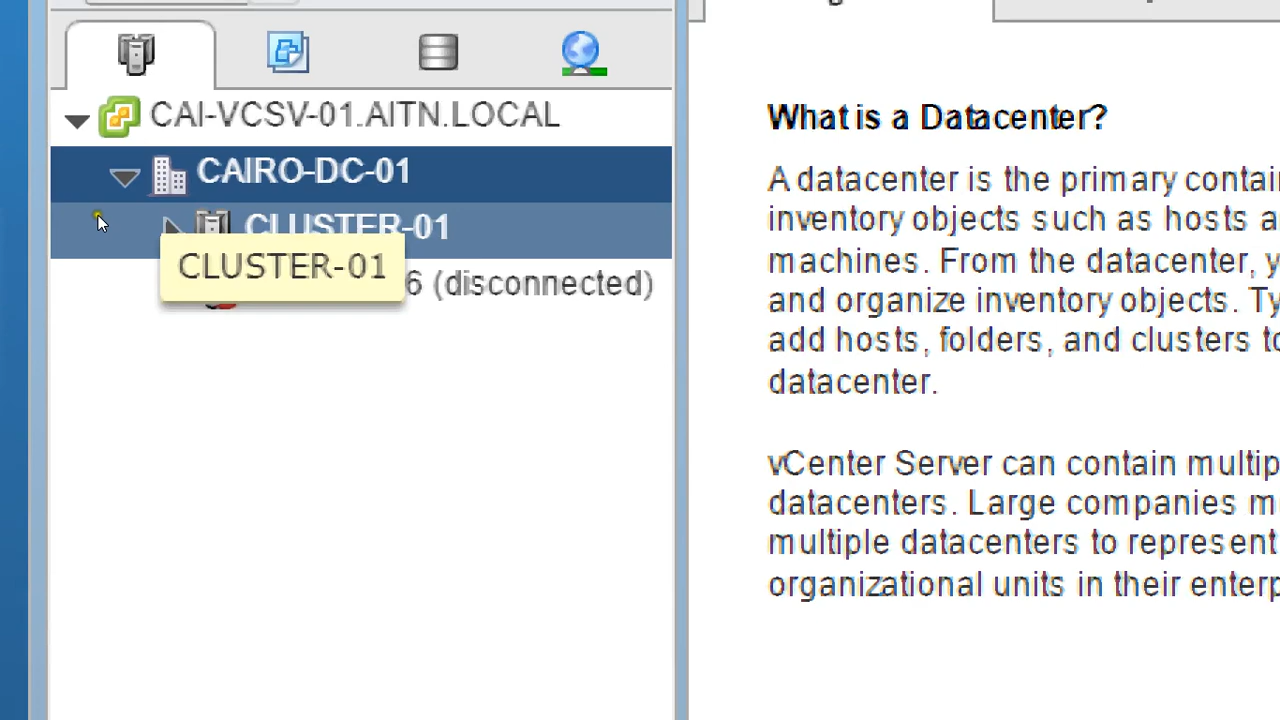 CAI-VCSV-01.AITN.LOCAL
CAIRO-DC-01
CLUSTER-01
CLUSTER-01
6 (disconnected)
What is a Datacenter?
A datacenter is the primary contai
inventory objects such as hosts a
machines. From the datacenter, y
and organize inventory objects. Ty
add hosts, folders, and clusters to
datacenter.
vCenter Server can contain multip
datacenters. Large companies m
multiple datacenters to represent
organizational units in their enterp